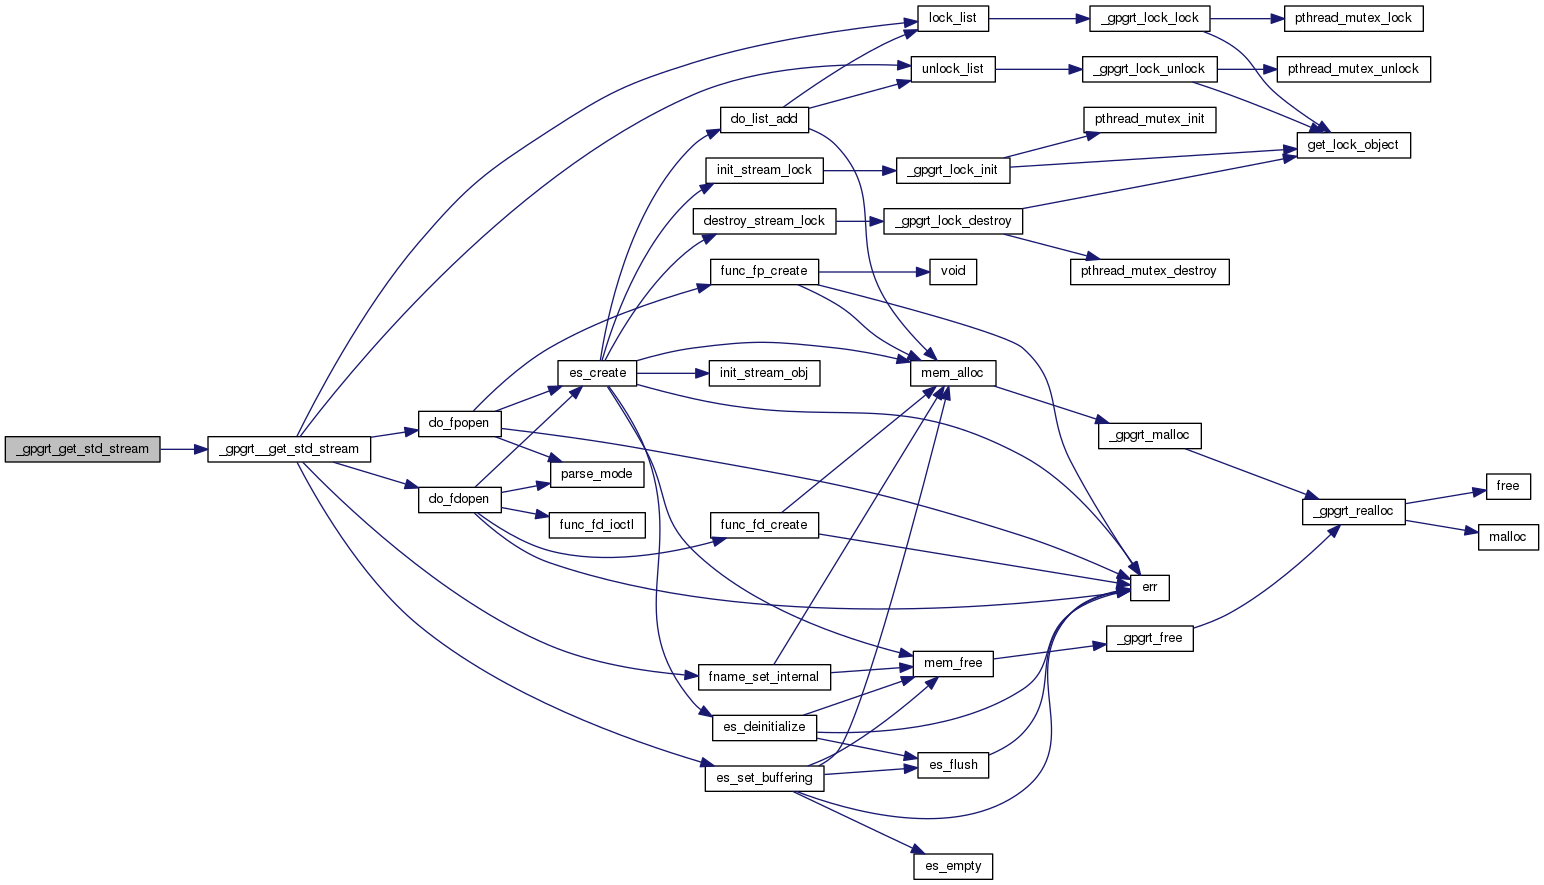 _gpgrt_get_std_stream
_gpgrt__get_std_stream
do_fpopen
do_fdopen
es_create
parse_mode
func_fd_ioctl
do_list_add
init_stream_lock
destroy_stream_lock
func_fp_create
init_stream_obj
func_fd_create
fname_set_internal
es_deinitialize
es_set_buffering
lock_list
unlock_list
_gpgrt_lock_init
_gpgrt_lock_destroy
void
mem_alloc
mem_free
es_flush
es_empty
_gpgrt_lock_lock
_gpgrt_lock_unlock
pthread_mutex_init
pthread_mutex_destroy
_gpgrt_malloc
err
_gpgrt_free
pthread_mutex_lock
pthread_mutex_unlock
get_lock_object
_gpgrt_realloc
free
malloc